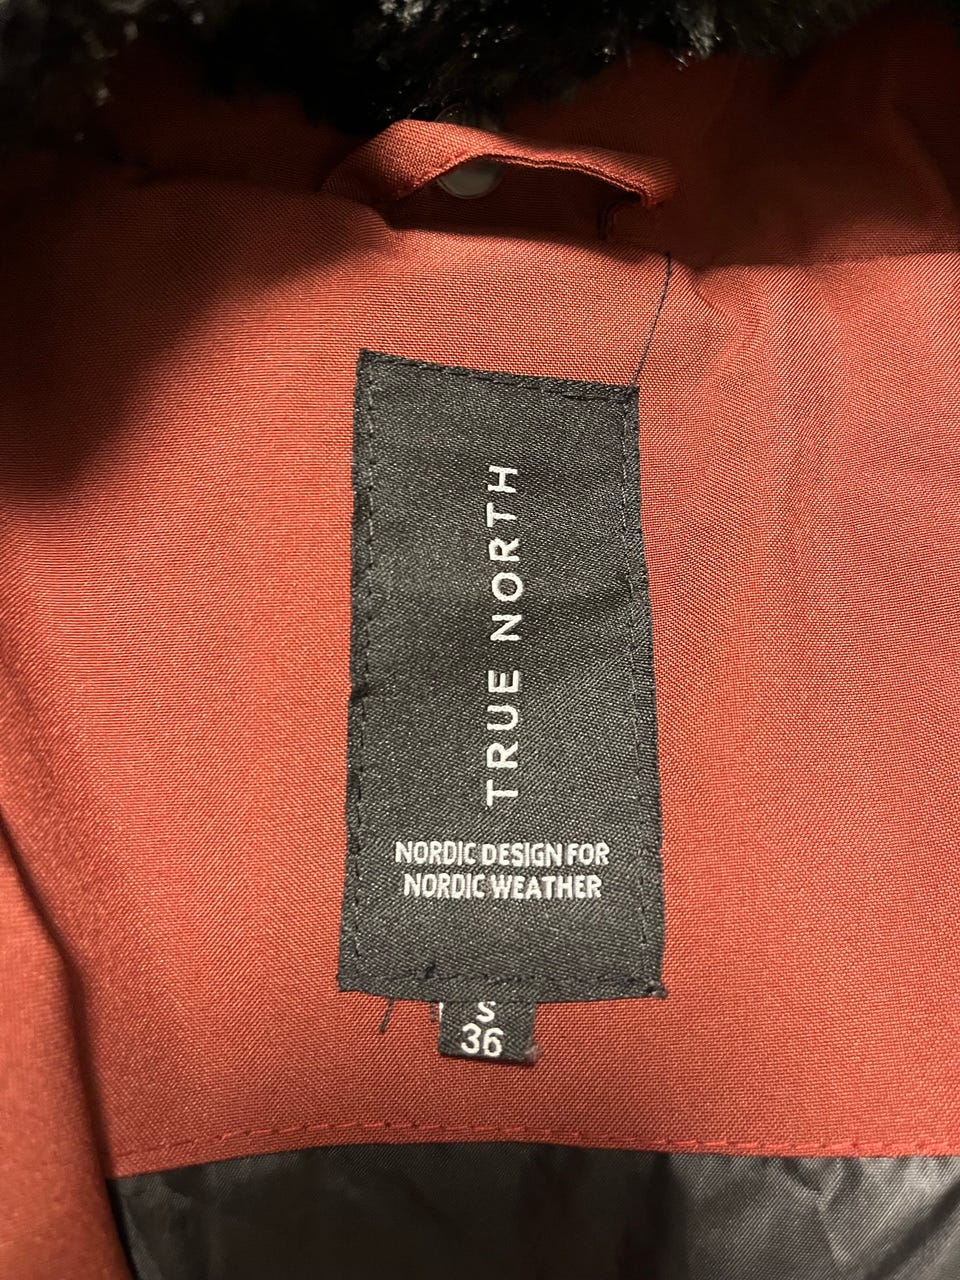 TRUE NORTH
NORDIC DESIGN FOR
NORDIC WEATHER
S
36